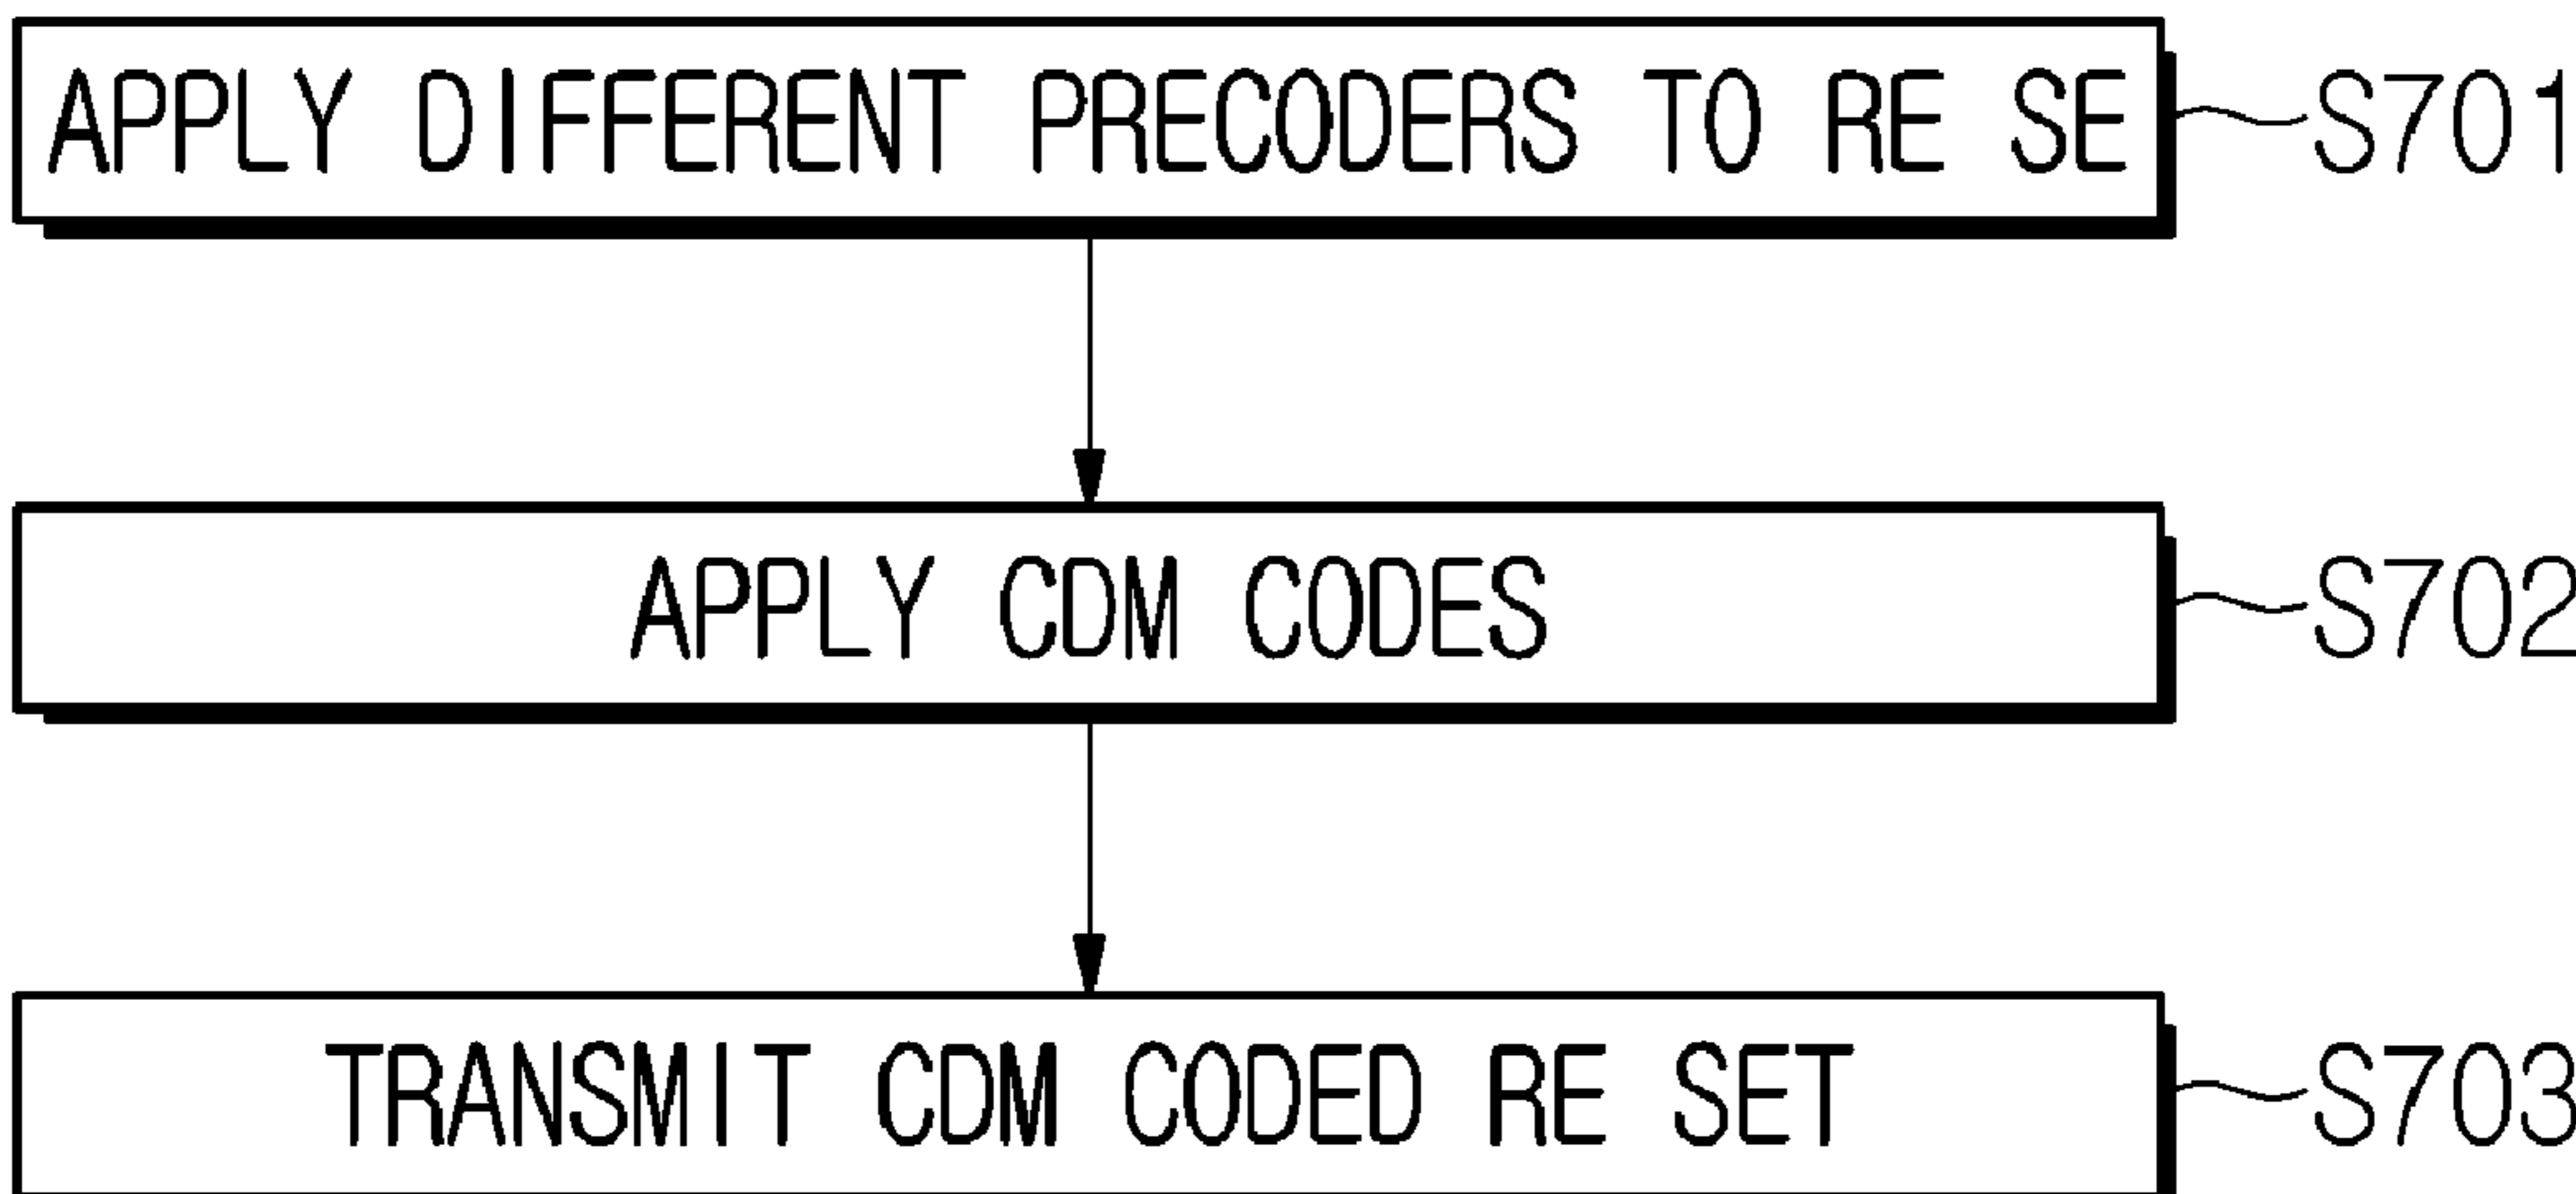 APPLY DIFFERENT PRECODERS TO RE SE S701
APPLY CDM CODES S702
TRANSMIT CDM CODED RE SET S703